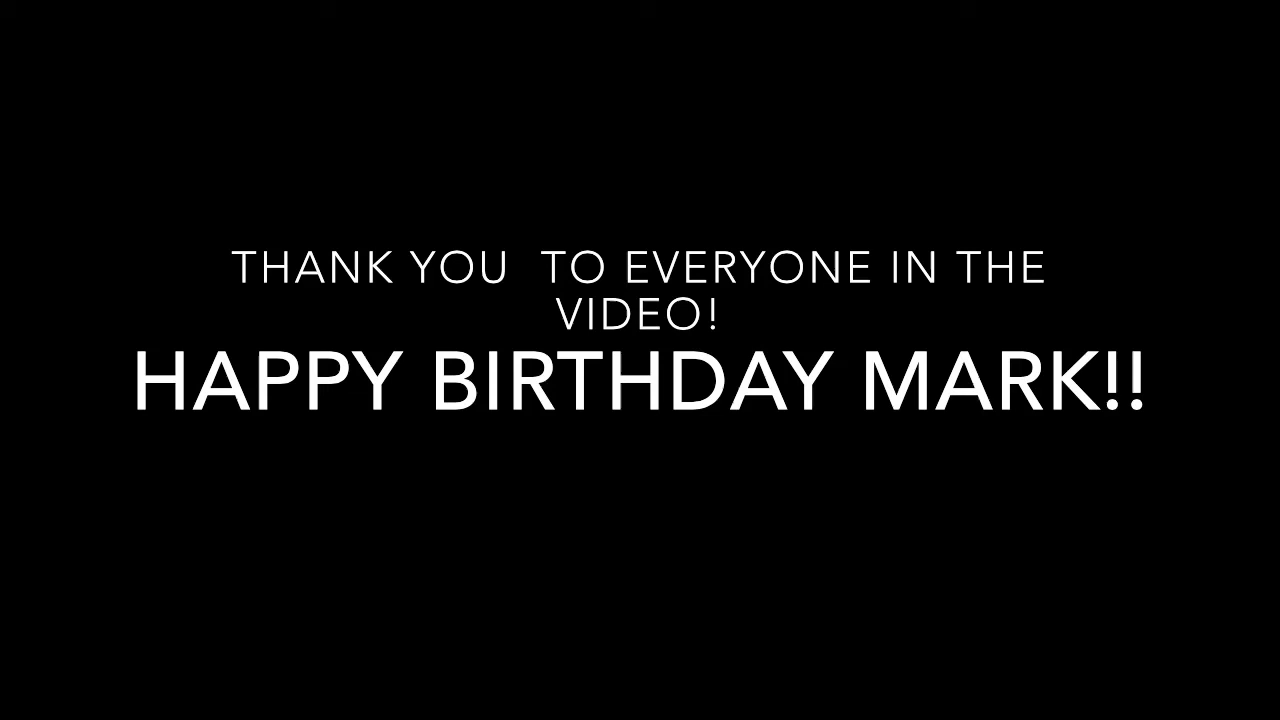 THANK YOU  TO EVERYONE IN THE
VIDEO!
HAPPY BIRTHDAY MARK!!